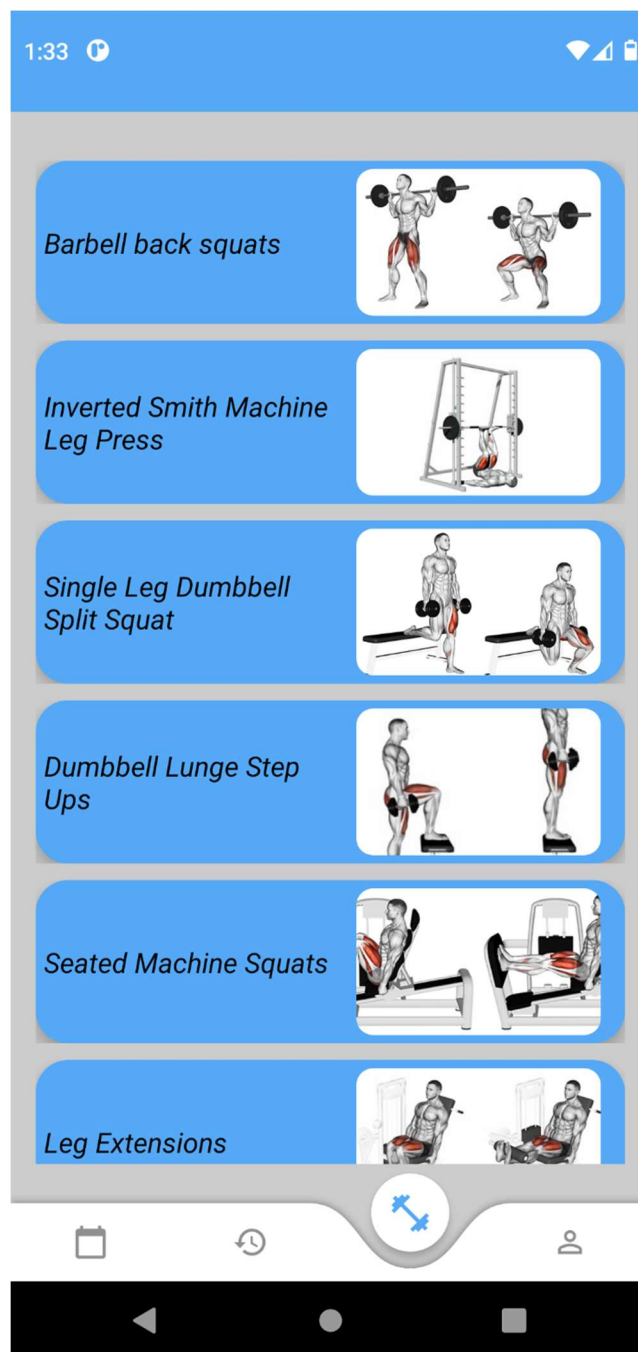 1:33
Barbell back squats
Inverted Smith Machine
Leg Press
Single Leg Dumbbell
Split Squat
Dumbbell Lunge Step
Ups
Seated Machine Squats
Leg Extensions